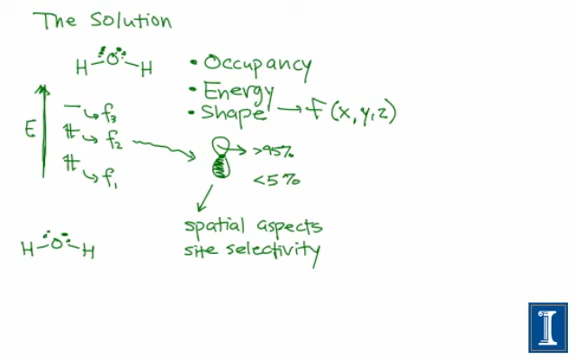 The Solution
H-O-H
• Occupancy
• Energy
• Shape → f(x,y,z)
E
f₃
f₂
f₁
>95%
<5%
spatial aspects
site selectivity
H-O-H
I